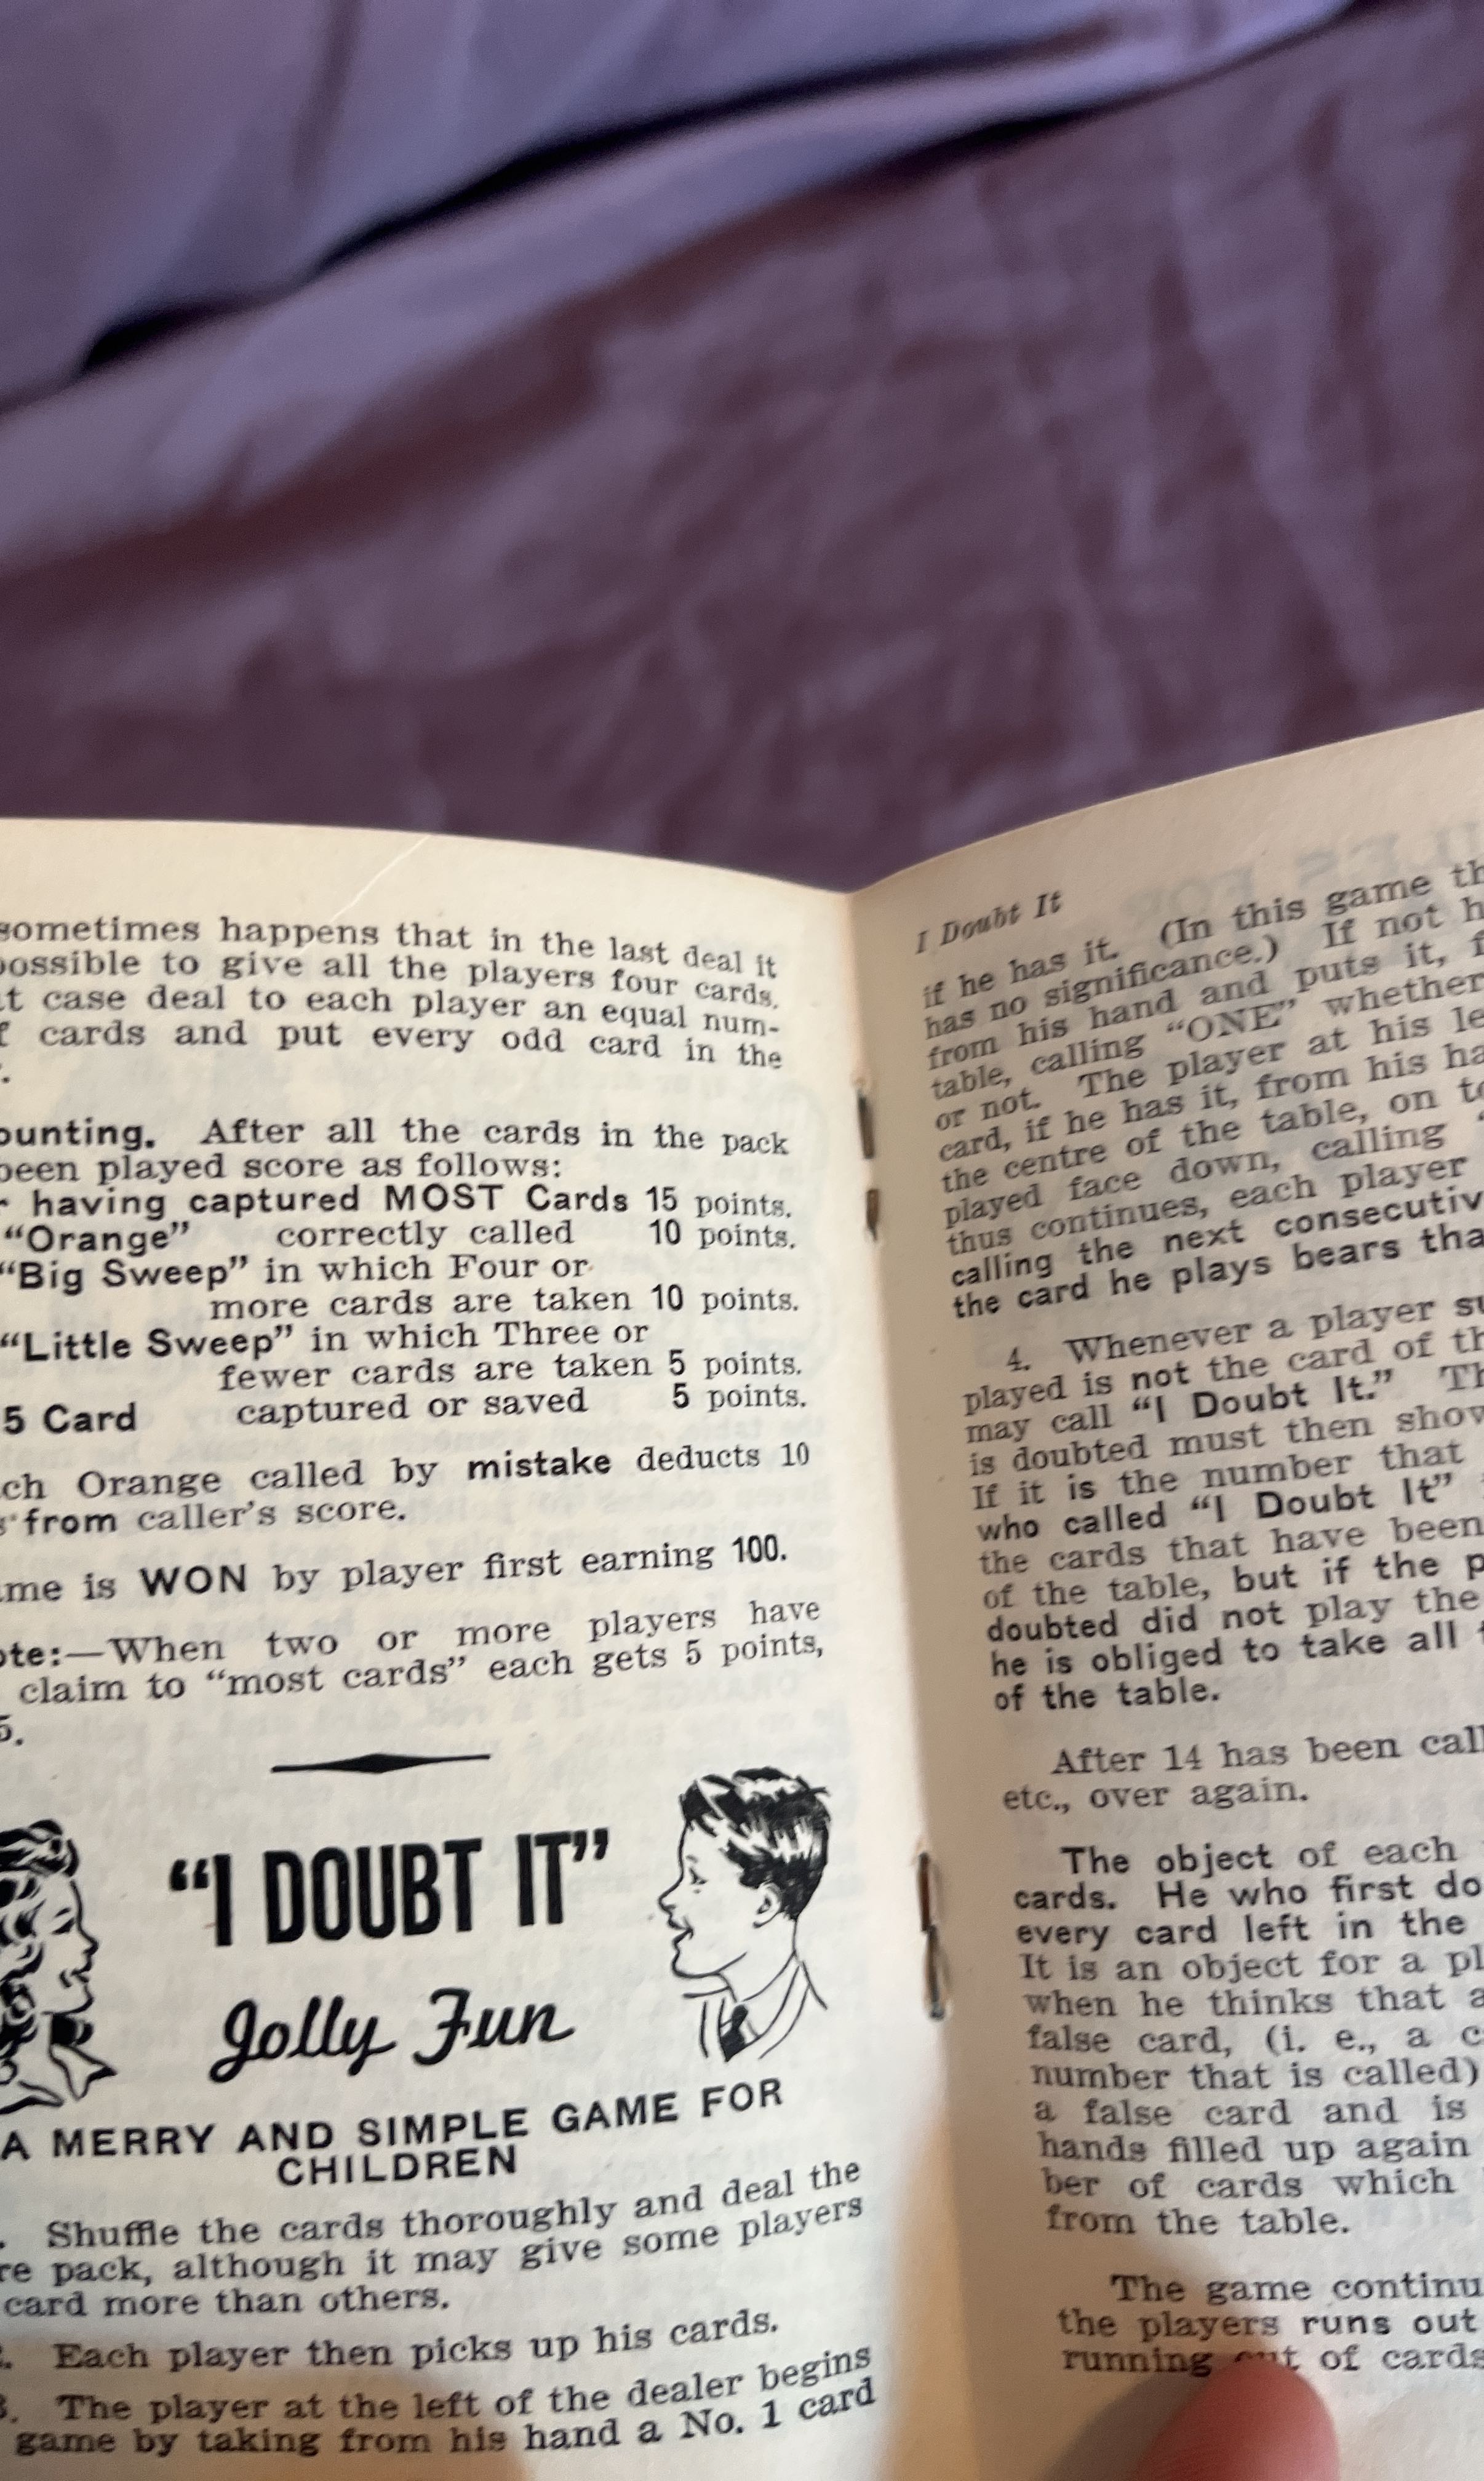 sometimes happens that in the last deal it
possible to give all the players four cards.
at case deal to each player an equal num-
f cards and put every odd card in the
ounting. After all the cards in the pack
been played score as follows:
r having captured MOST Cards 15 points.
"Orange" correctly called 10 points.
"Big Sweep" in which Four or
more cards are taken 10 points.
"Little Sweep" in which Three or
fewer cards are taken 5 points.
5 Card captured or saved 5 points.
ch Orange called by mistake deducts 10
s from caller's score.
ame is WON by player first earning 100.
ote:—When two or more players have
claim to "most cards" each gets 5 points,
5.
"I DOUBT IT"
Jolly Fun
A MERRY AND SIMPLE GAME FOR
CHILDREN
. Shuffle the cards thoroughly and deal the
re pack, although it may give some players
card more than others.
2. Each player then picks up his cards.
3. The player at the left of the dealer begins
game by taking from his hand a No. 1 card
I Doubt It
if he has it. (In this game th
has no significance.) If not h
from his hand and puts it, f
table, calling "ONE" whether
or not. The player at his le
card, if he has it, from his ha
the centre of the table, on to
played face down, calling
thus continues, each player
calling the next consecutiv
the card he plays bears tha
4. Whenever a player su
played is not the card of th
may call "I Doubt It." Th
is doubted must then show
If it is the number that
who called "I Doubt It"
the cards that have been
of the table, but if the p
doubted did not play the
he is obliged to take all t
of the table.
After 14 has been call
etc., over again.
The object of each
cards. He who first do
every card left in the
It is an object for a pl
when he thinks that a
false card, (i. e., a c
number that is called)
a false card and is
hands filled up again
ber of cards which
from the table.
The game continu
the players runs out
running out of cards